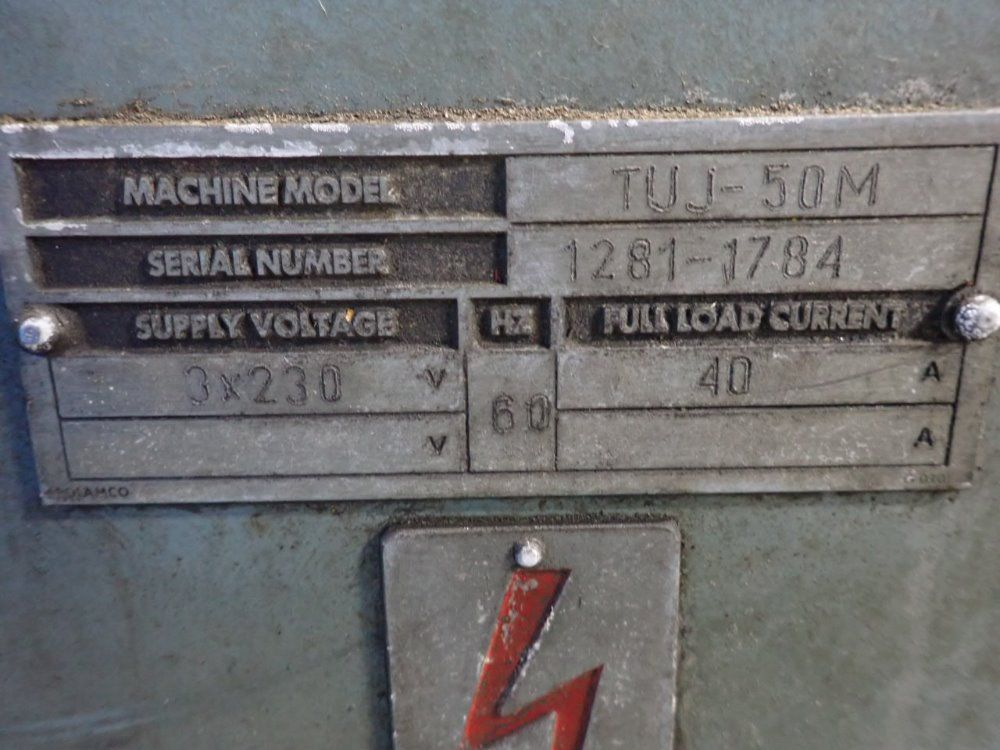 MACHINE MODEL TUJ-50M
SERIAL NUMBER 1281-1784
SUPPLY VOLTAGE HZ FULL LOAD CURRENT
3x230 V 60 40 A
V A